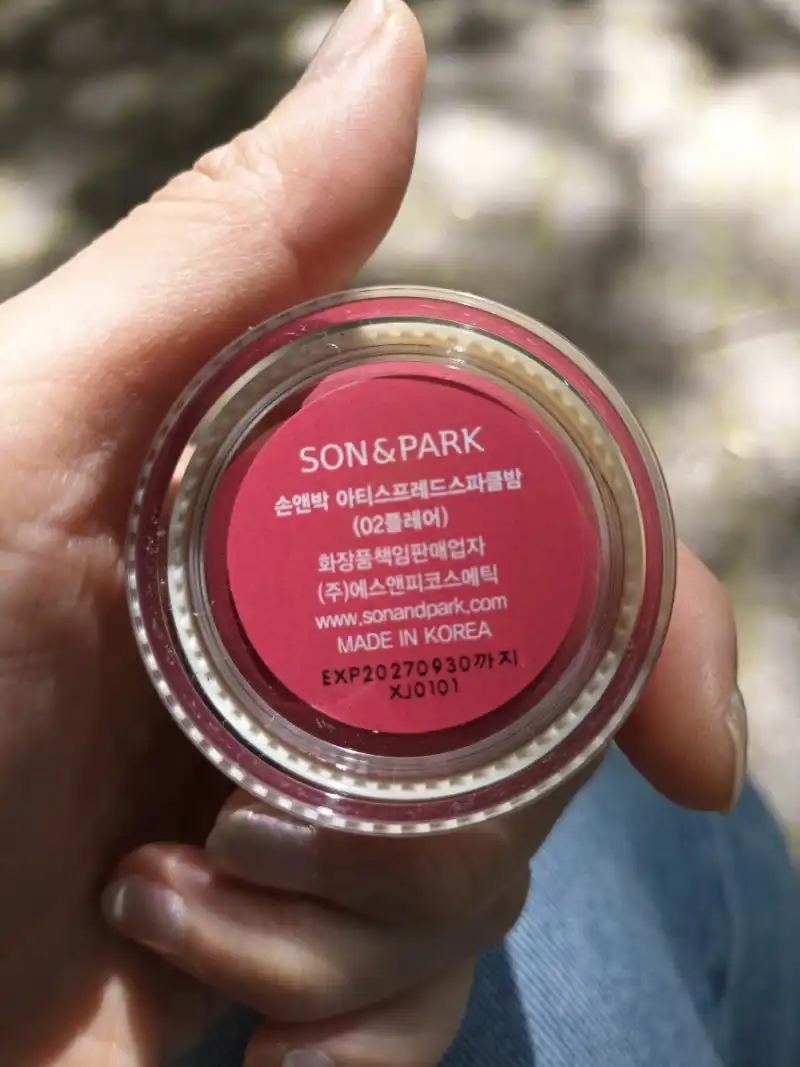 SON&PARK
손앤박 아티스프레드스파클밤
(02플레어)
화장품책임판매업자
(주)에스앤피코스메틱
www.sonandpark.com
MADE IN KOREA
EXP20270930까지
XJ0101